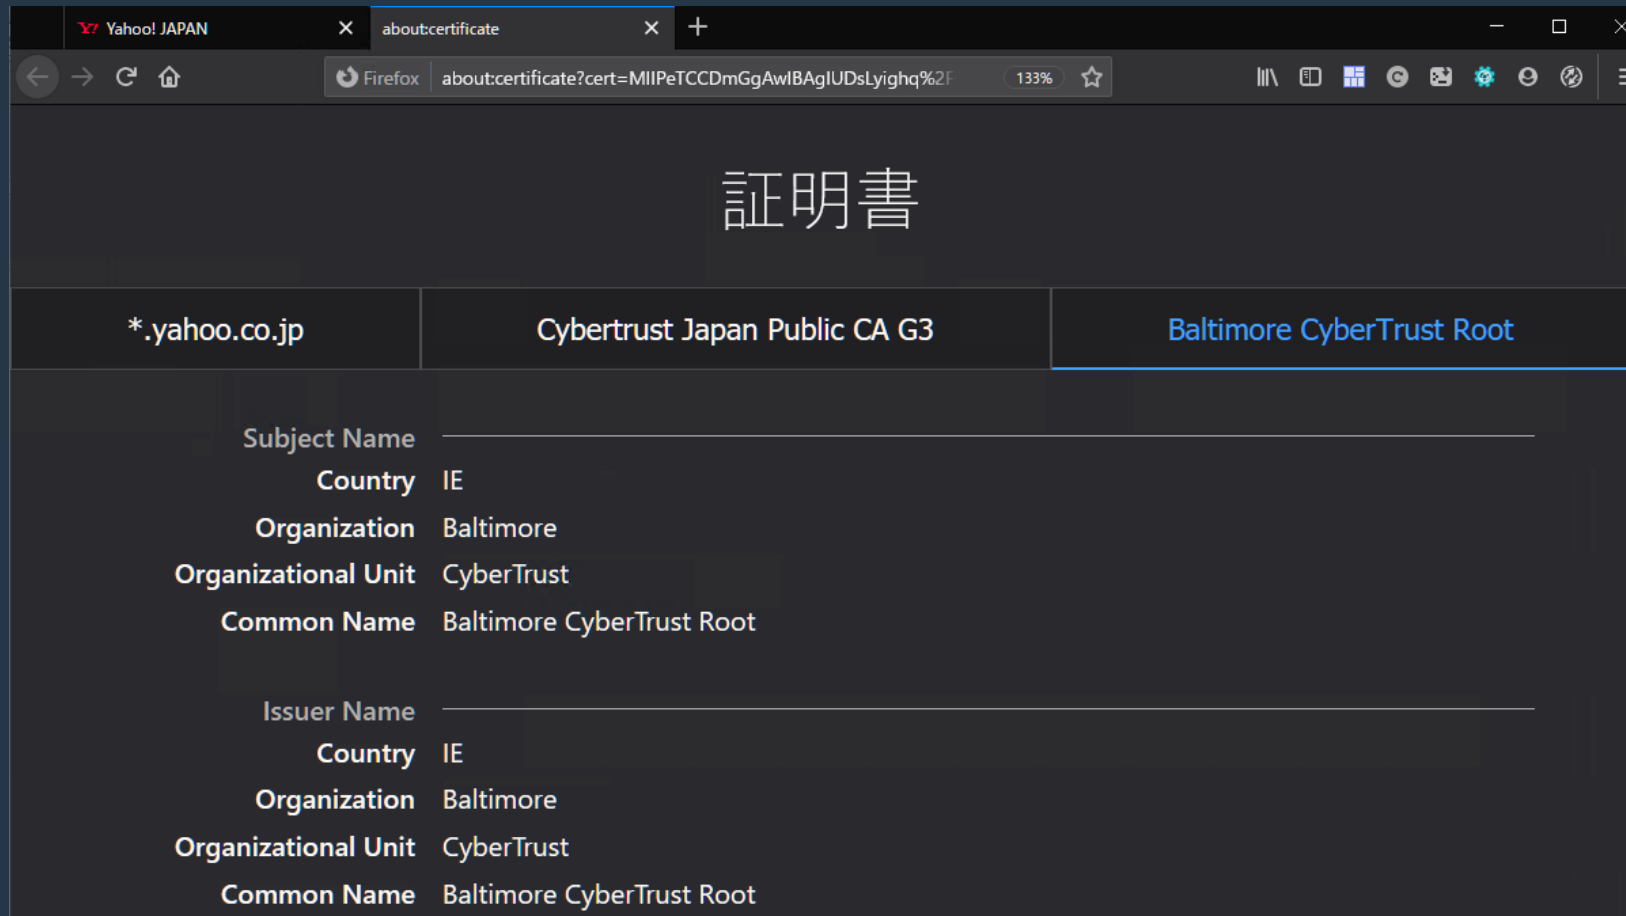 Yahoo! JAPAN
about:certificate
Firefox about:certificate?cert=MIIPeTCCDmGgAwIBAgIUDsLyighq%2F 133%
証明書
*.yahoo.co.jp Cybertrust Japan Public CA G3 Baltimore CyberTrust Root
Subject Name
Country IE
Organization Baltimore
Organizational Unit CyberTrust
Common Name Baltimore CyberTrust Root
Issuer Name
Country IE
Organization Baltimore
Organizational Unit CyberTrust
Common Name Baltimore CyberTrust Root